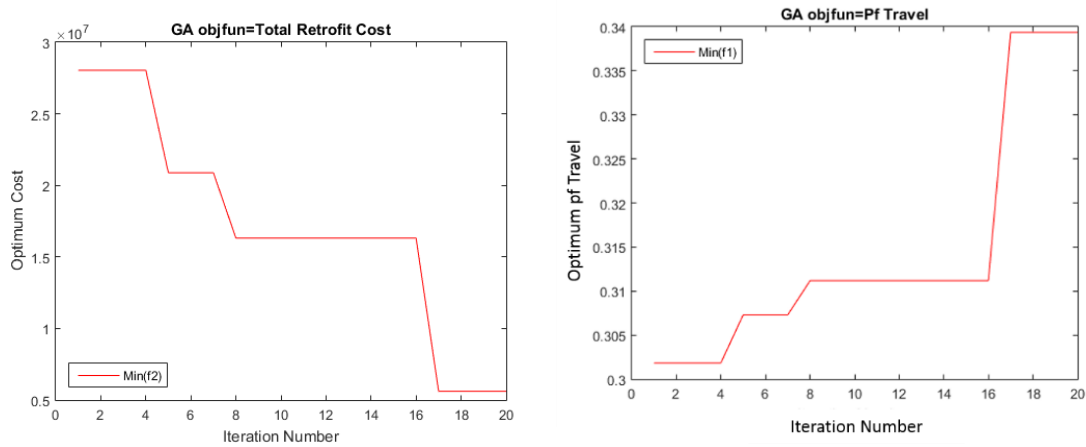 GA objfun=Total Retrofit Cost
× 10^7
3
2.5
2
1.5
1
0.5
Optimum Cost
Min(f2)
0 2 4 6 8 10 12 14 16 18 20
Iteration Number
GA objfun=Pf Travel
0.34
0.335
0.33
0.325
0.32
0.315
0.31
0.305
0.3
Optimum pf Travel
Min(f1)
0 2 4 6 8 10 12 14 16 18 20
Iteration Number